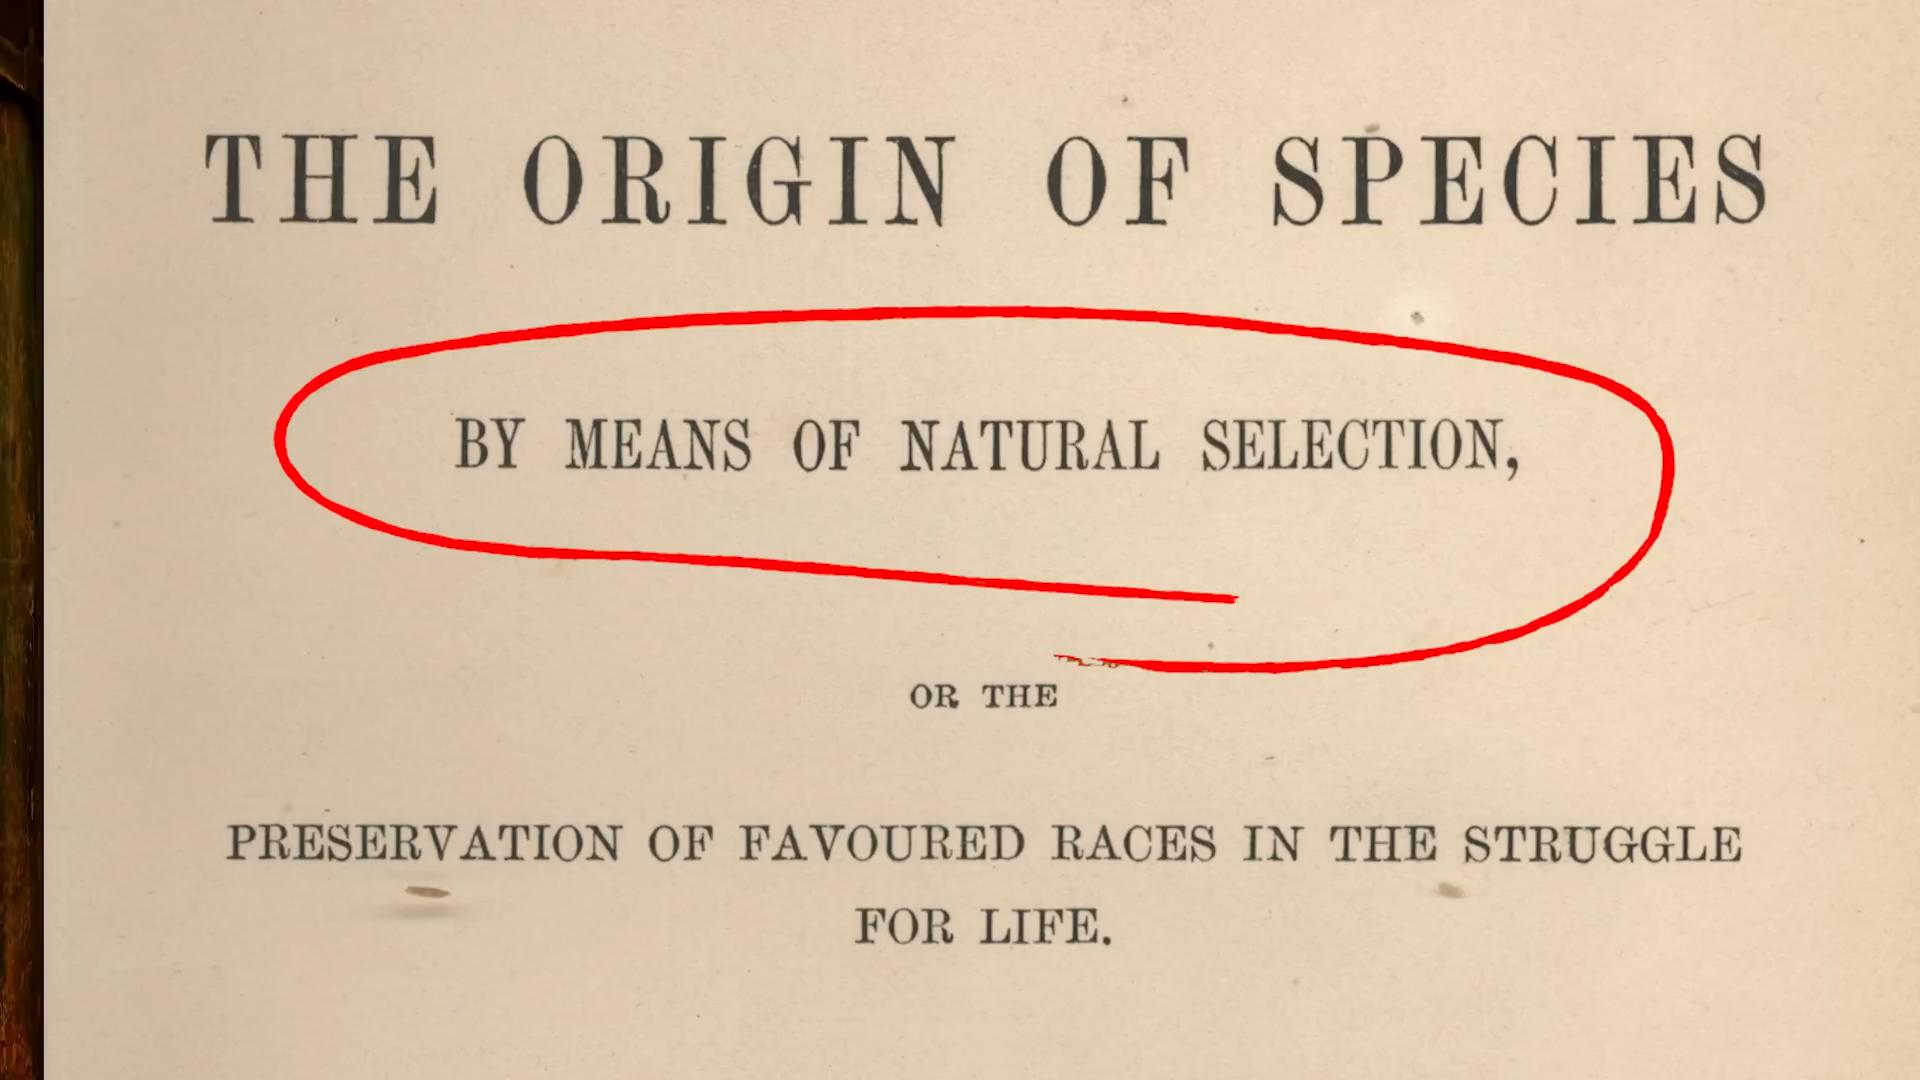 THE ORIGIN OF SPECIES
BY MEANS OF NATURAL SELECTION,
OR THE
PRESERVATION OF FAVOURED RACES IN THE STRUGGLE
FOR LIFE.